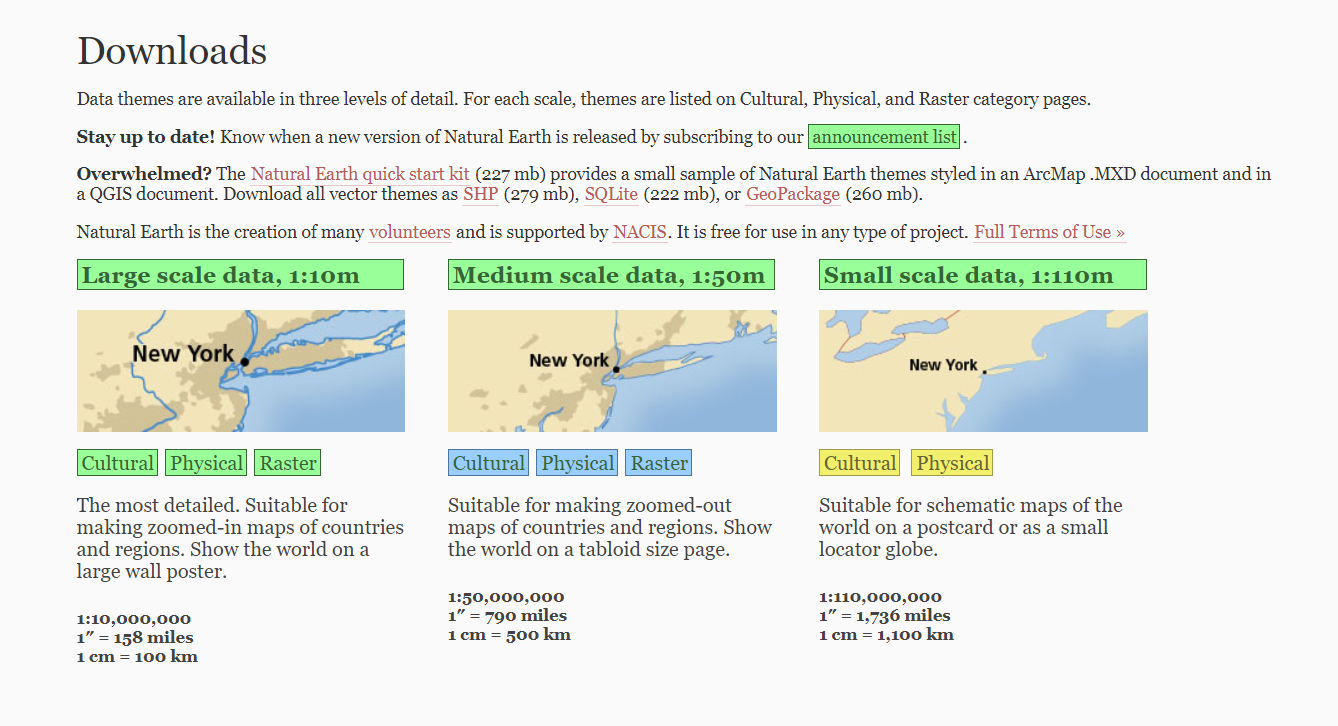 Downloads
Data themes are available in three levels of detail. For each scale, themes are listed on Cultural, Physical, and Raster category pages.
Stay up to date! Know when a new version of Natural Earth is released by subscribing to our announcement list .
Overwhelmed? The Natural Earth quick start kit (227 mb) provides a small sample of Natural Earth themes styled in an ArcMap .MXD document and in
a QGIS document. Download all vector themes as SHP (279 mb), SQLite (222 mb), or GeoPackage (260 mb).
Natural Earth is the creation of many volunteers and is supported by NACIS. It is free for use in any type of project. Full Terms of Use »
Large scale data, 1:10m
New York
Cultural Physical Raster
The most detailed. Suitable for
making zoomed-in maps of countries
and regions. Show the world on a
large wall poster.
1:10,000,000
1″ = 158 miles
1 cm = 100 km
Medium scale data, 1:50m
New York
Cultural Physical Raster
Suitable for making zoomed-out
maps of countries and regions. Show
the world on a tabloid size page.
1:50,000,000
1″ = 790 miles
1 cm = 500 km
Small scale data, 1:110m
New York
Cultural Physical
Suitable for schematic maps of the
world on a postcard or as a small
locator globe.
1:110,000,000
1″ = 1,736 miles
1 cm = 1,100 km